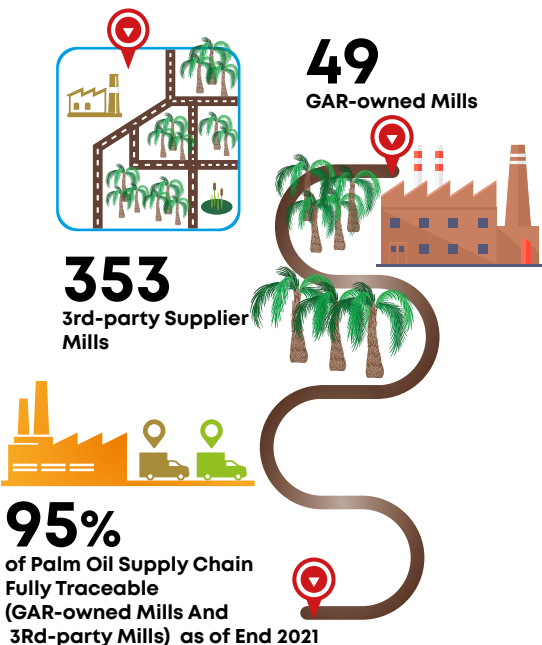 49
GAR-owned Mills
353
3rd-party Supplier
Mills
95%
of Palm Oil Supply Chain
Fully Traceable
(GAR-owned Mills And
3Rd-party Mills) as of End 2021